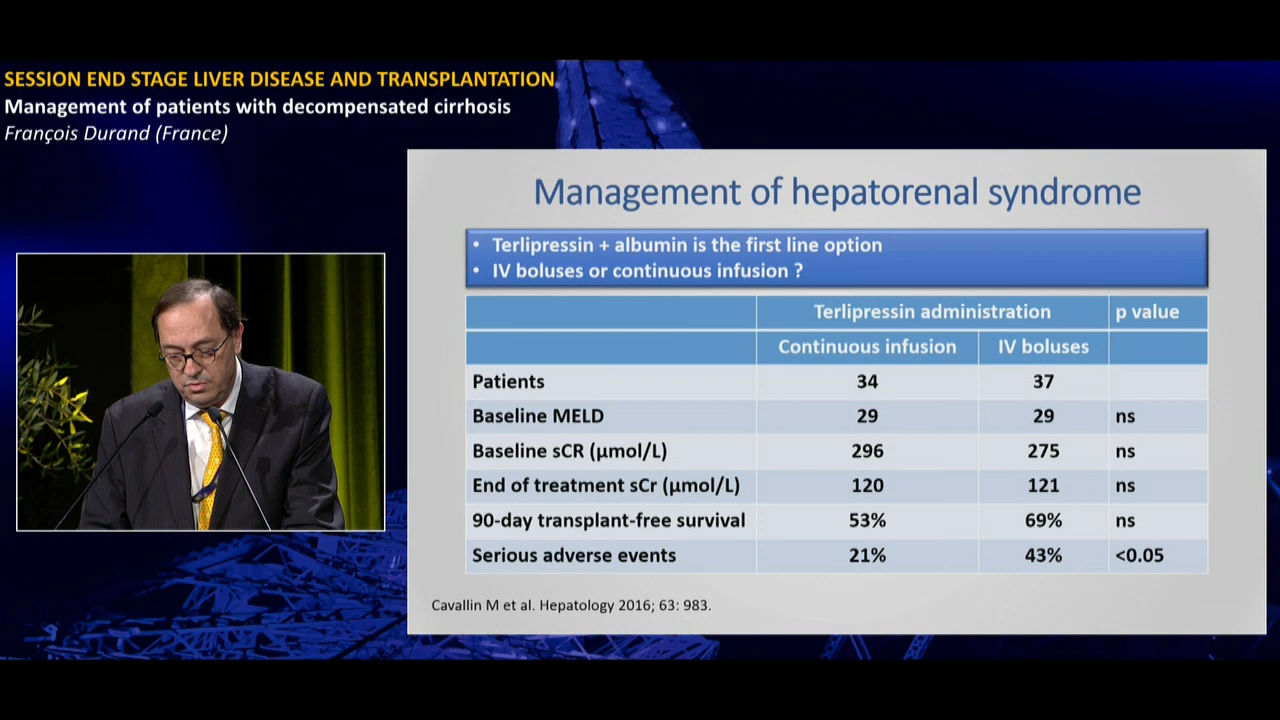 SESSION END STAGE LIVER DISEASE AND TRANSPLANTATION
Management of patients with decompensated cirrhosis
François Durand (France)
Management of hepatorenal syndrome
• Terlipressin + albumin is the first line option
• IV boluses or continuous infusion ?
Terlipressin administration p value
Continuous infusion IV boluses
Patients 34 37
Baseline MELD 29 29 ns
Baseline sCR (µmol/L) 296 275 ns
End of treatment sCr (µmol/L) 120 121 ns
90-day transplant-free survival 53% 69% ns
Serious adverse events 21% 43% <0.05
Cavallin M et al. Hepatology 2016; 63: 983.